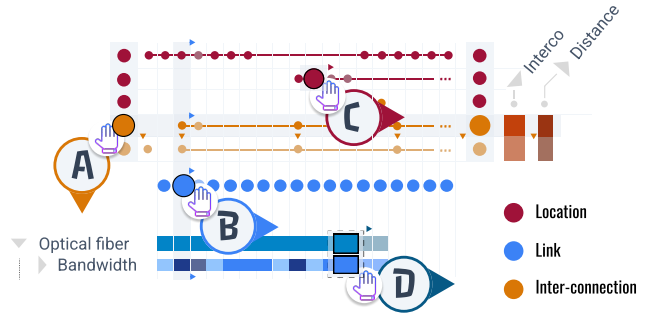 Interco
Distance
C
A
B
Optical fiber
Bandwidth
D
Location
Link
Inter-connection